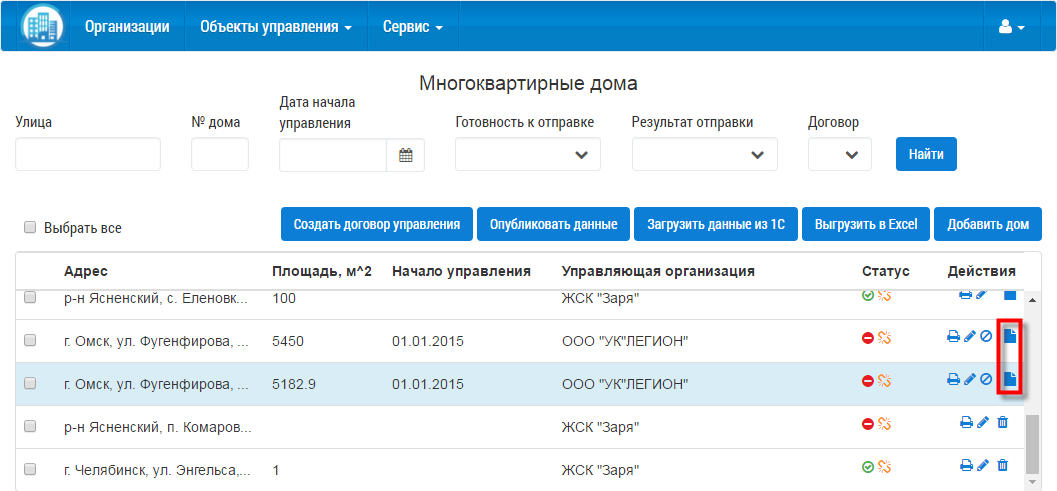 Организации Объекты управления Сервис
Многоквартирные дома
Улица № дома Дата начала управления Готовность к отправке Результат отправки Договор
Найти
Выбрать все Создать договор управления Опубликовать данные Загрузить данные из 1С Выгрузить в Excel Добавить дом
Адрес Площадь, м^2 Начало управления Управляющая организация Статус Действия
р-н Ясненский, с. Еленовк... 100 ЖСК "Заря"
г. Омск, ул. Фугенфирова, ... 5450 01.01.2015 ООО "УК"ЛЕГИОН"
г. Омск, ул. Фугенфирова, ... 5182.9 01.01.2015 ООО "УК"ЛЕГИОН"
р-н Ясненский, п. Комаров... ЖСК "Заря"
г. Челябинск, ул. Энгельса,... 1 ЖСК "Заря"